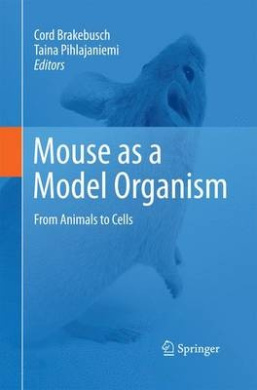 Cord Brakebusch
Taina Pihlajaniemi
Editors
Mouse as a
Model Organism
From Animals to Cells
Springer